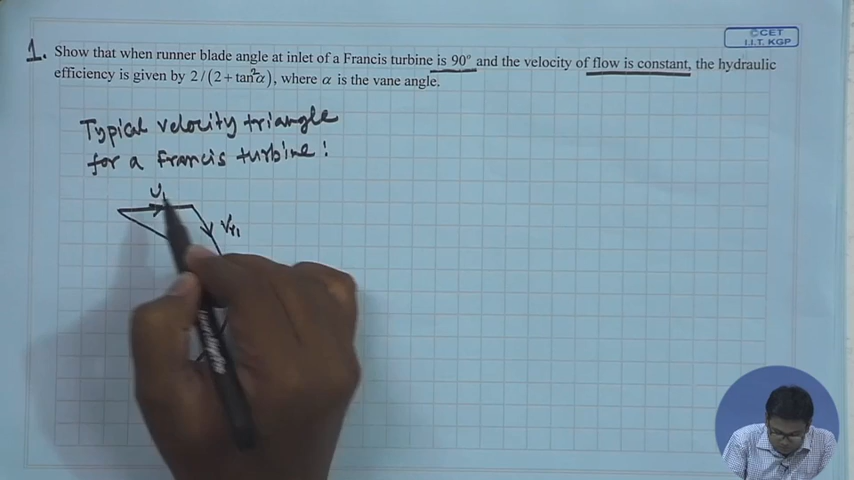 ©CET
I.I.T. KGP
1. Show that when runner blade angle at inlet of a Francis turbine is 90° and the velocity of flow is constant, the hydraulic
efficiency is given by 2/(2+tan²α), where α is the vane angle.
Typical velocity triangle
for a Francis turbine:
U₁
Vr₁